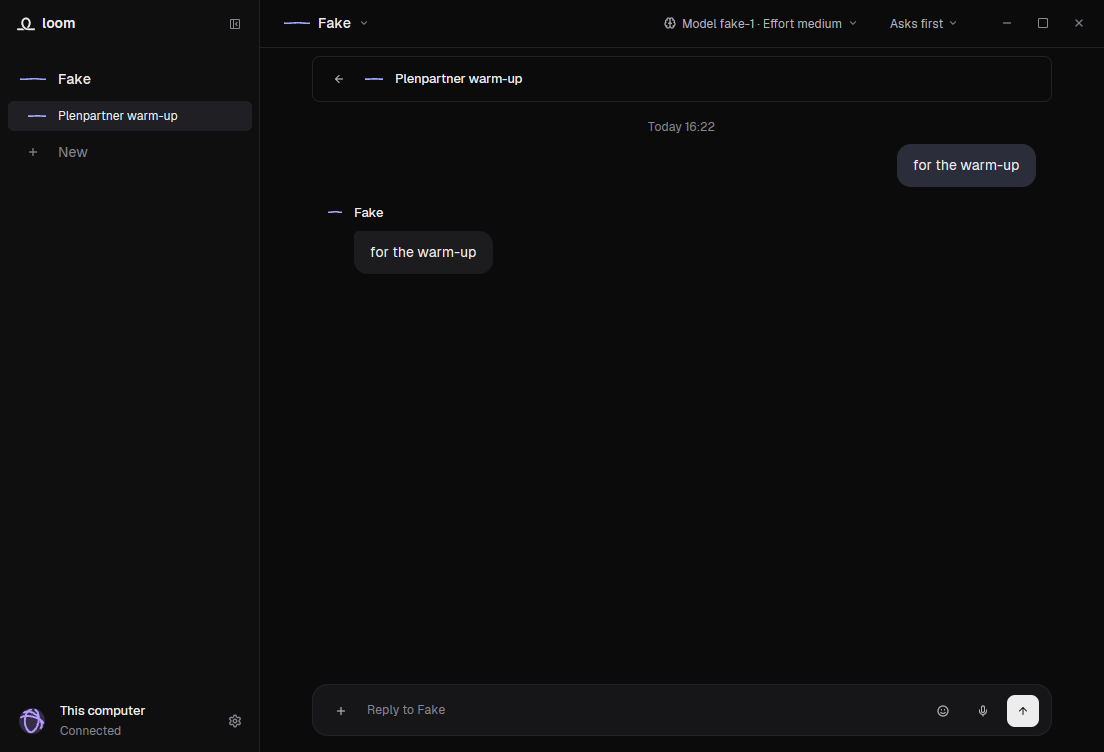 loom
Fake
Plenpartner warm-up
New
This computer
Connected
Fake
Model fake-1 · Effort medium
Asks first
Plenpartner warm-up
Today 16:22
for the warm-up
Fake
for the warm-up
Reply to Fake